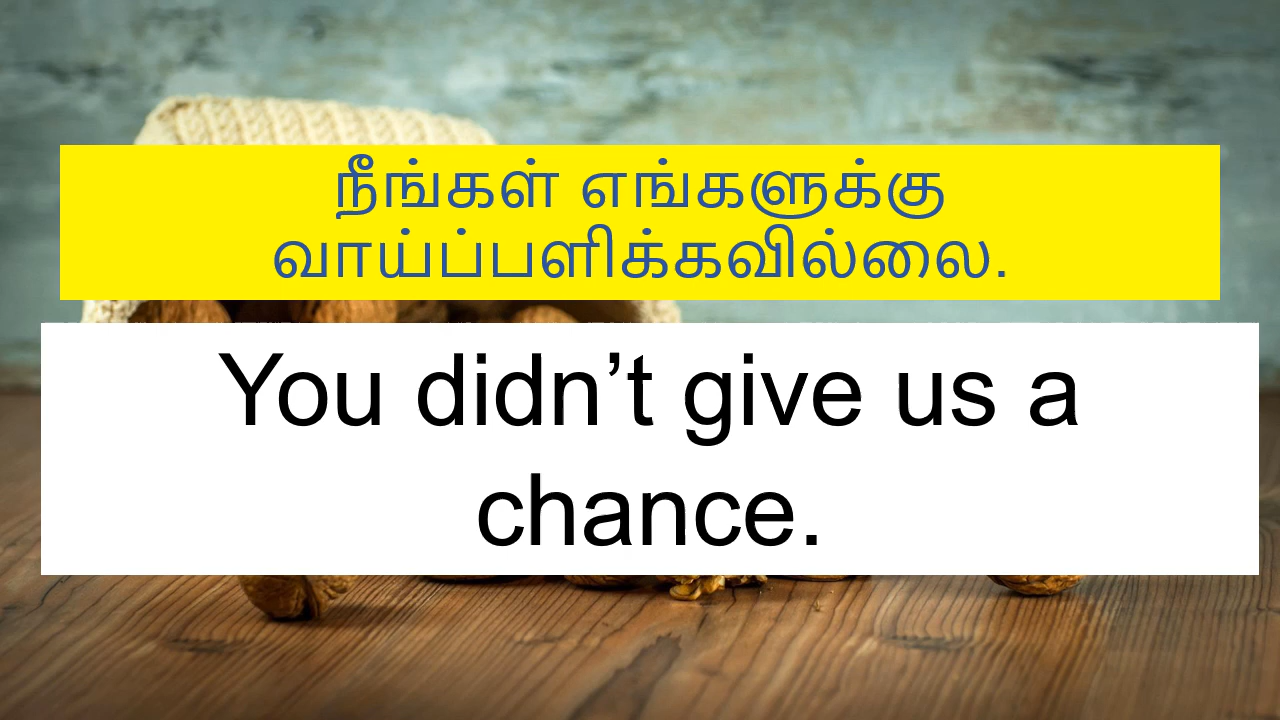 நீங்கள் எங்களுக்கு
வாய்ப்பளிக்கவில்லை.
You didn’t give us a
chance.